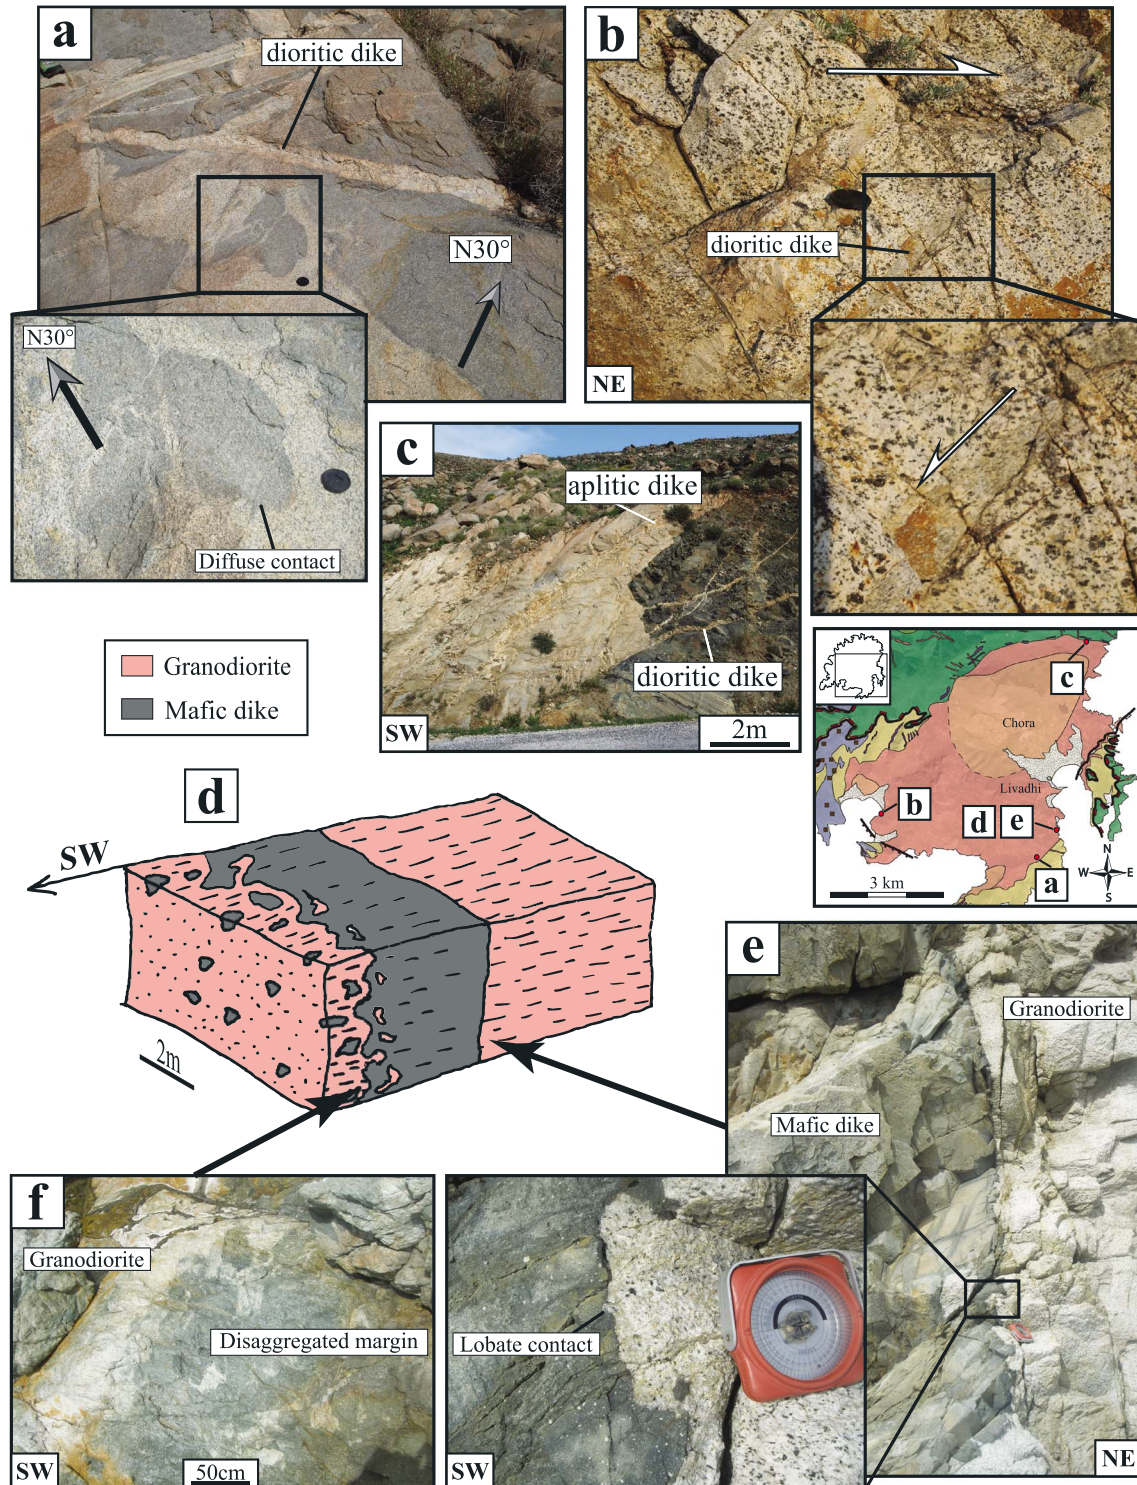 a
dioritic dike
N30°
N30°
Diffuse contact
b
dioritic dike
NE
c
aplitic dike
dioritic dike
SW
2m
Granodiorite
Mafic dike
c
Chora
Livadhi
b
d
e
a
N
W
E
S
3 km
d
SW
2m
e
Granodiorite
Mafic dike
NE
f
Granodiorite
Disaggregated margin
SW
50cm
Lobate contact
SW